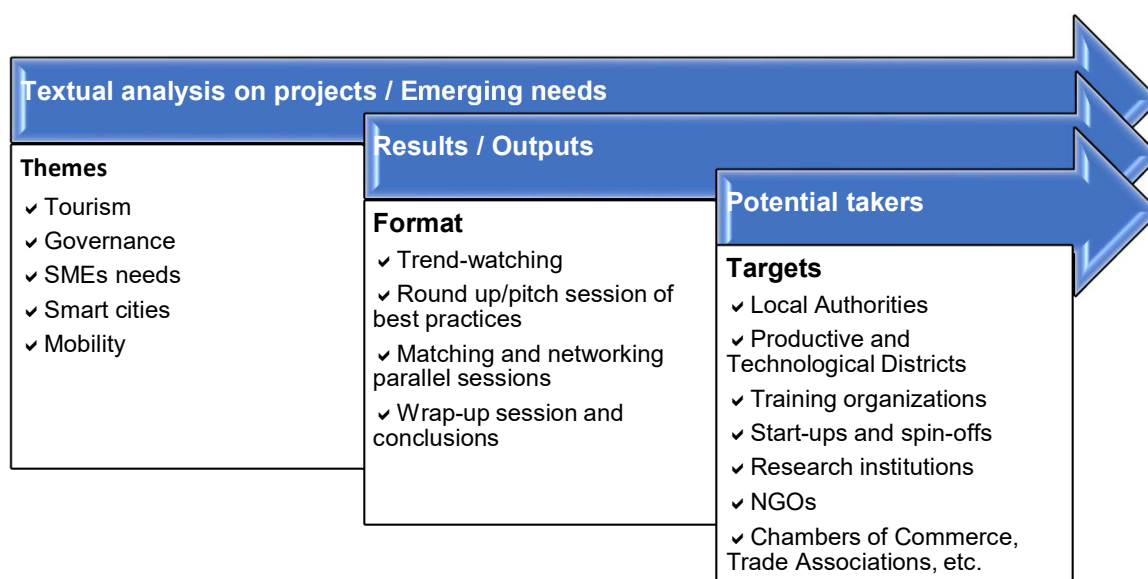 Textual analysis on projects / Emerging needs
Themes
✓ Tourism
✓ Governance
✓ SMEs needs
✓ Smart cities
✓ Mobility
Results / Outputs
Format
✓ Trend-watching
✓ Round up/pitch session of
best practices
✓ Matching and networking
parallel sessions
✓ Wrap-up session and
conclusions
Potential takers
Targets
✓ Local Authorities
✓ Productive and
Technological Districts
✓ Training organizations
✓ Start-ups and spin-offs
✓ Research institutions
✓ NGOs
✓ Chambers of Commerce,
Trade Associations, etc.